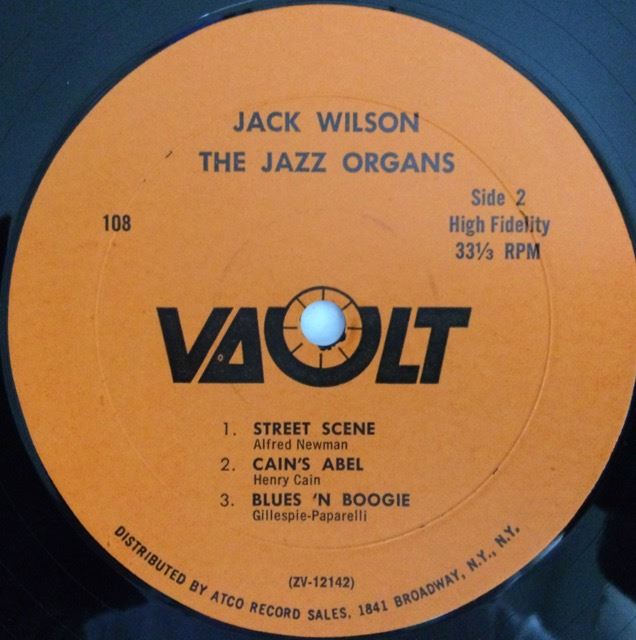 JACK WILSON
THE JAZZ ORGANS
108
Side 2
High Fidelity
33⅓ RPM
VAULT
1. STREET SCENE
Alfred Newman
2. CAIN'S ABEL
Henry Cain
3. BLUES 'N BOOGIE
Gillespie-Paparelli
(ZV-12142)
DISTRIBUTED BY ATCO RECORD SALES, 1841 BROADWAY, N.Y., N.Y.